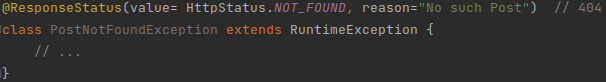 @ResponseStatus(value= HttpStatus.NOT_FOUND, reason="No such Post")  // 404
class PostNotFoundException extends RuntimeException {
    // ...
}